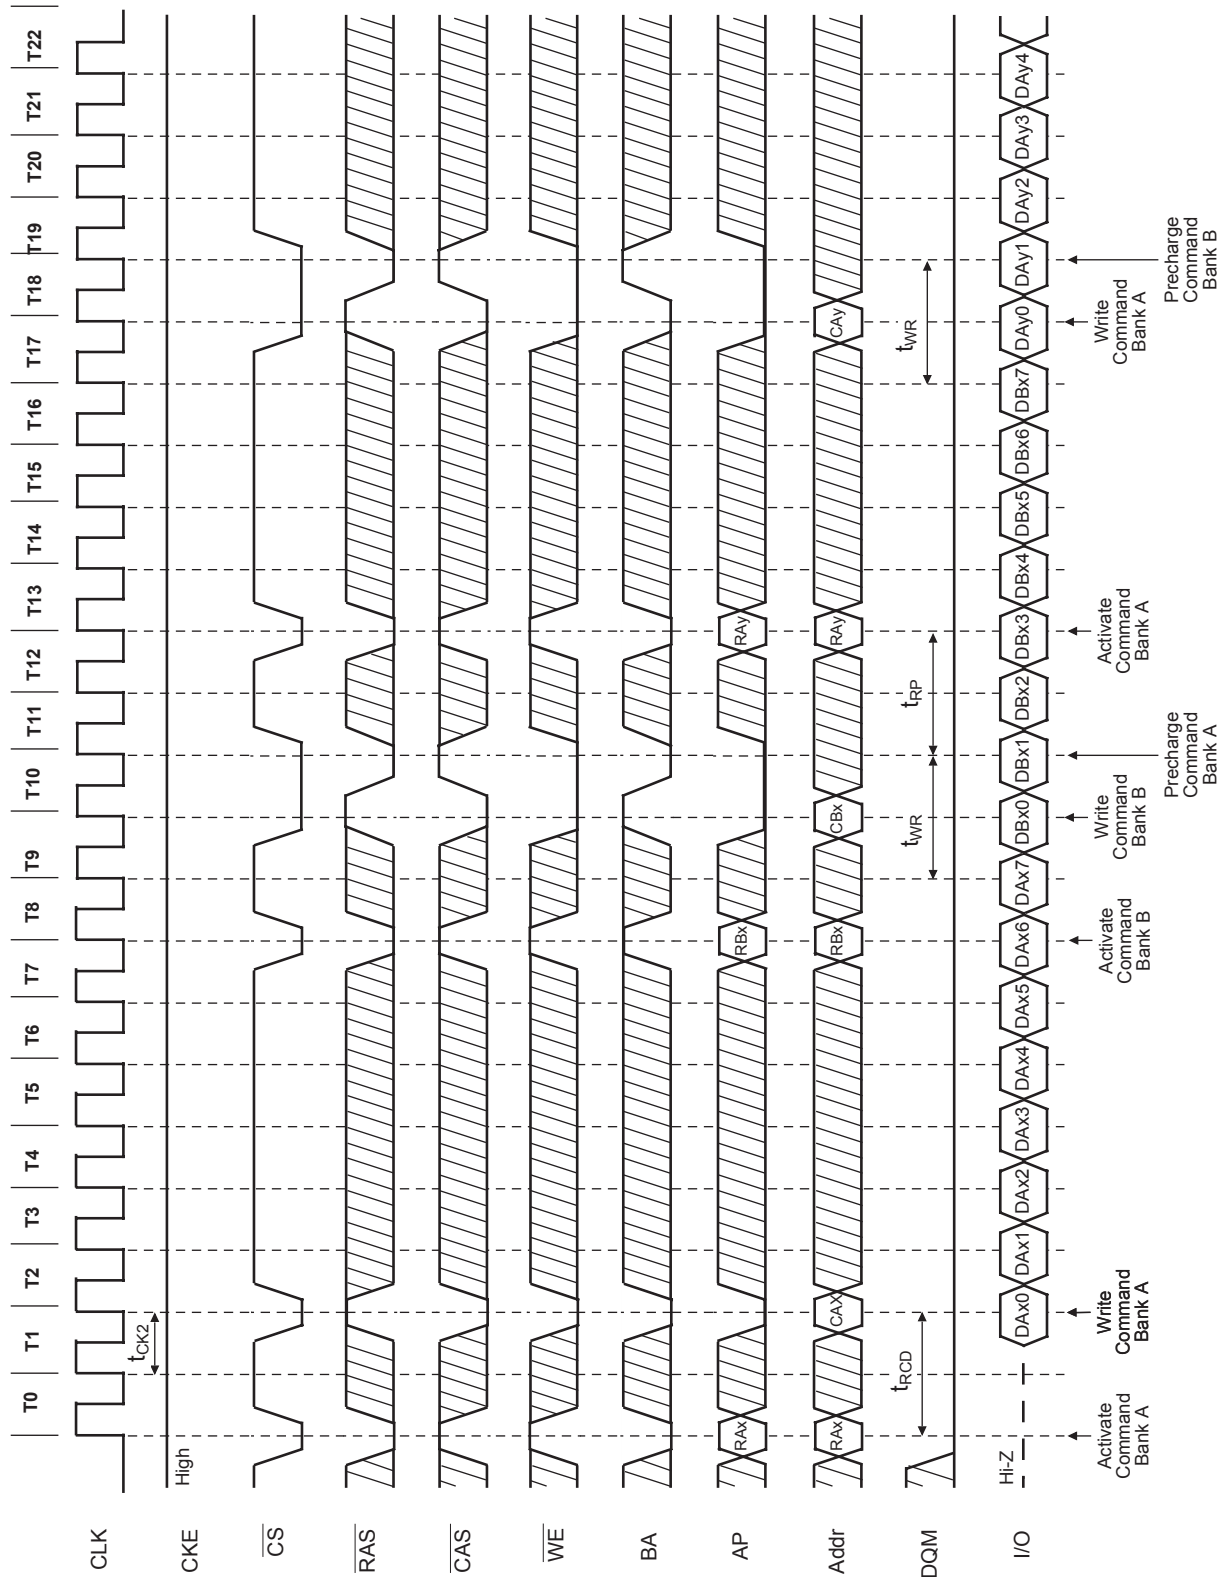 T0 T1 T2 T3 T4 T5 T6 T7 T8 T9 T10 T11 T12 T13 T14 T15 T16 T17 T18 T19 T20 T21 T22
CLK
tCK2
CKE
High
CS
RAS
CAS
WE
BA
AP
RAx RBx RAy
Addr
RAx CAX RBx CBx RAy CAy
DQM
tRCD tWR tRP tWR
I/O
Hi-Z
DAx0 DAx1 DAx2 DAx3 DAx4 DAx5 DAx6 DAx7 DBx0 DBx1 DBx2 DBx3 DBx4 DBx5 DBx6 DBx7 DAy0 DAy1 DAy2 DAy3 DAy4
Activate
Command
Bank A
Write
Command
Bank A
Activate
Command
Bank B
Write
Command
Bank B
Precharge
Command
Bank A
Activate
Command
Bank A
Write
Command
Bank A
Precharge
Command
Bank B